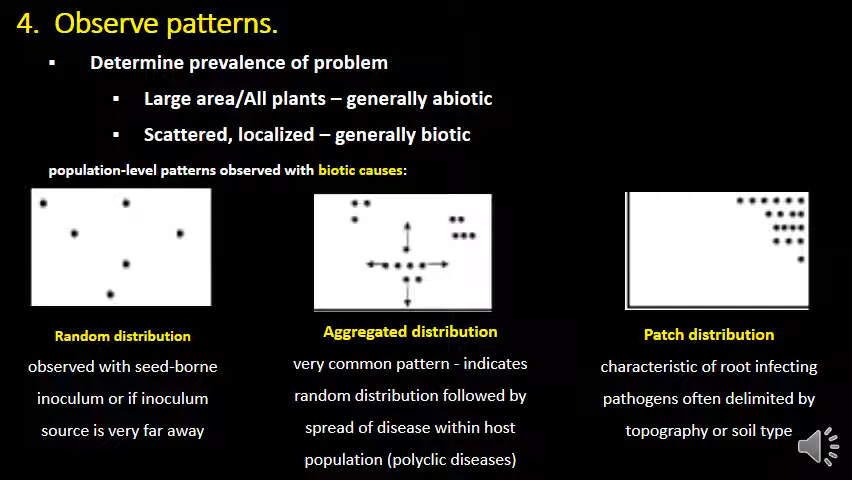 4. Observe patterns.
▪ Determine prevalence of problem
▪ Large area/All plants – generally abiotic
▪ Scattered, localized – generally biotic
population-level patterns observed with biotic causes:
Random distribution
observed with seed-borne
inoculum or if inoculum
source is very far away
Aggregated distribution
very common pattern - indicates
random distribution followed by
spread of disease within host
population (polyclic diseases)
Patch distribution
characteristic of root infecting
pathogens often delimited by
topography or soil type